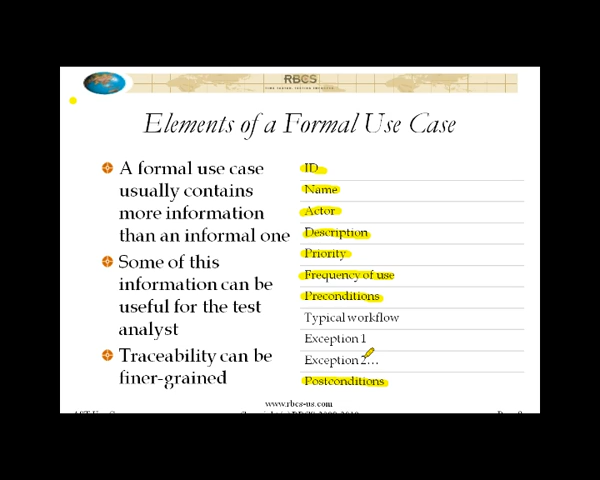 RBCS
Elements of a Formal Use Case
A formal use case
usually contains
more information
than an informal one
Some of this
information can be
useful for the test
analyst
Traceability can be
finer-grained
ID
Name
Actor
Description
Priority
Frequency of use
Preconditions
Typical workflow
Exception 1
Exception 2…
Postconditions
www.rbcs-us.com